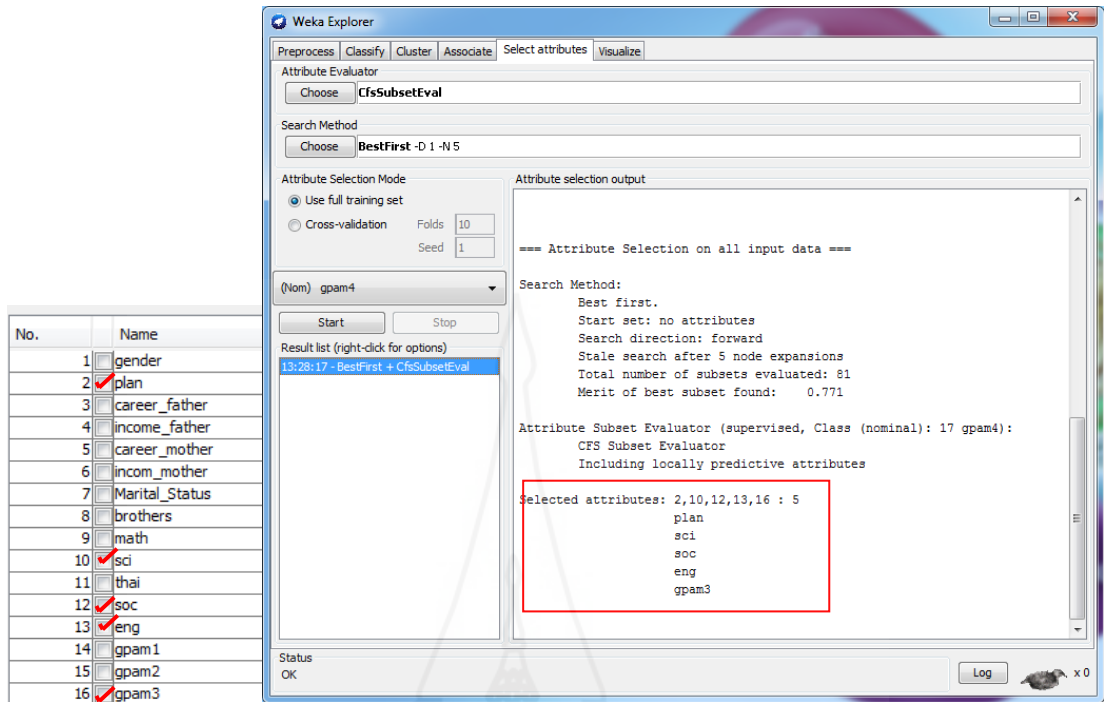 No. Name
1 gender
2 plan
3 career_father
4 income_father
5 career_mother
6 incom_mother
7 Marital_Status
8 brothers
9 math
10 sci
11 thai
12 soc
13 eng
14 gpam1
15 gpam2
16 gpam3
Weka Explorer
Preprocess Classify Cluster Associate Select attributes Visualize
Attribute Evaluator
Choose CfsSubsetEval
Search Method
Choose BestFirst -D 1 -N 5
Attribute Selection Mode
Use full training set
Cross-validation Folds 10
Seed 1
(Nom) gpam4
Start Stop
Result list (right-click for options)
13:28:17 - BestFirst + CfsSubsetEval
Attribute selection output
=== Attribute Selection on all input data ===
Search Method:
Best first.
Start set: no attributes
Search direction: forward
Stale search after 5 node expansions
Total number of subsets evaluated: 81
Merit of best subset found: 0.771
Attribute Subset Evaluator (supervised, Class (nominal): 17 gpam4):
CFS Subset Evaluator
Including locally predictive attributes
Selected attributes: 2,10,12,13,16 : 5
plan
sci
soc
eng
gpam3
Status
OK
Log x 0